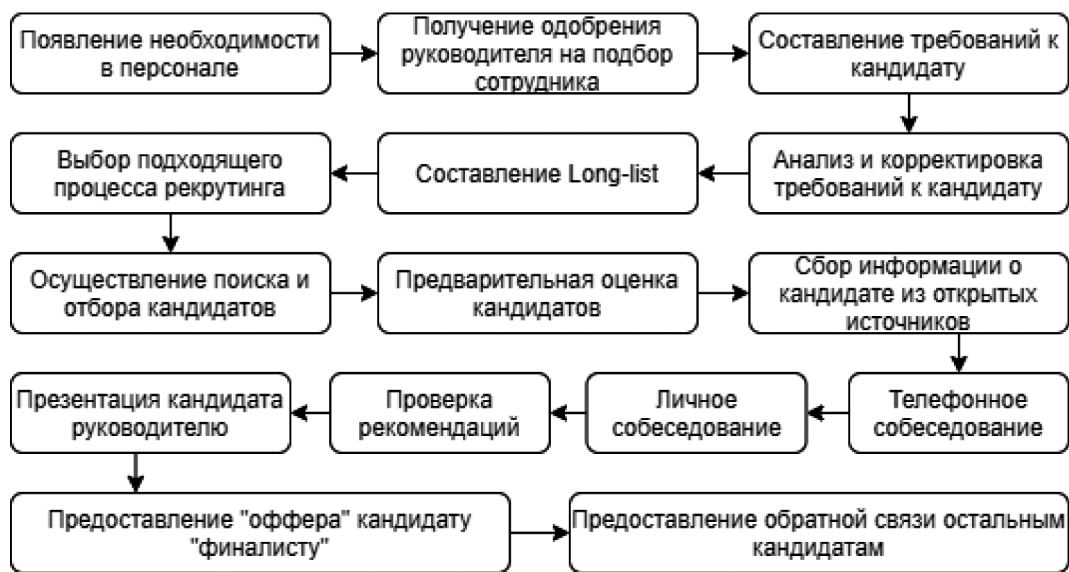 Появление необходимости
в персонале
Получение одобрения
руководителя на подбор
сотрудника
Составление требований к
кандидату
Анализ и корректировка
требований к кандидату
Составление Long-list
Выбор подходящего
процесса рекрутинга
Осуществление поиска и
отбора кандидатов
Предварительная оценка
кандидатов
Сбор информации о
кандидате из открытых
источников
Телефонное
собеседование
Личное
собеседование
Проверка
рекомендаций
Презентация кандидата
руководителю
Предоставление "оффера" кандидату
"финалисту"
Предоставление обратной связи остальным
кандидатам